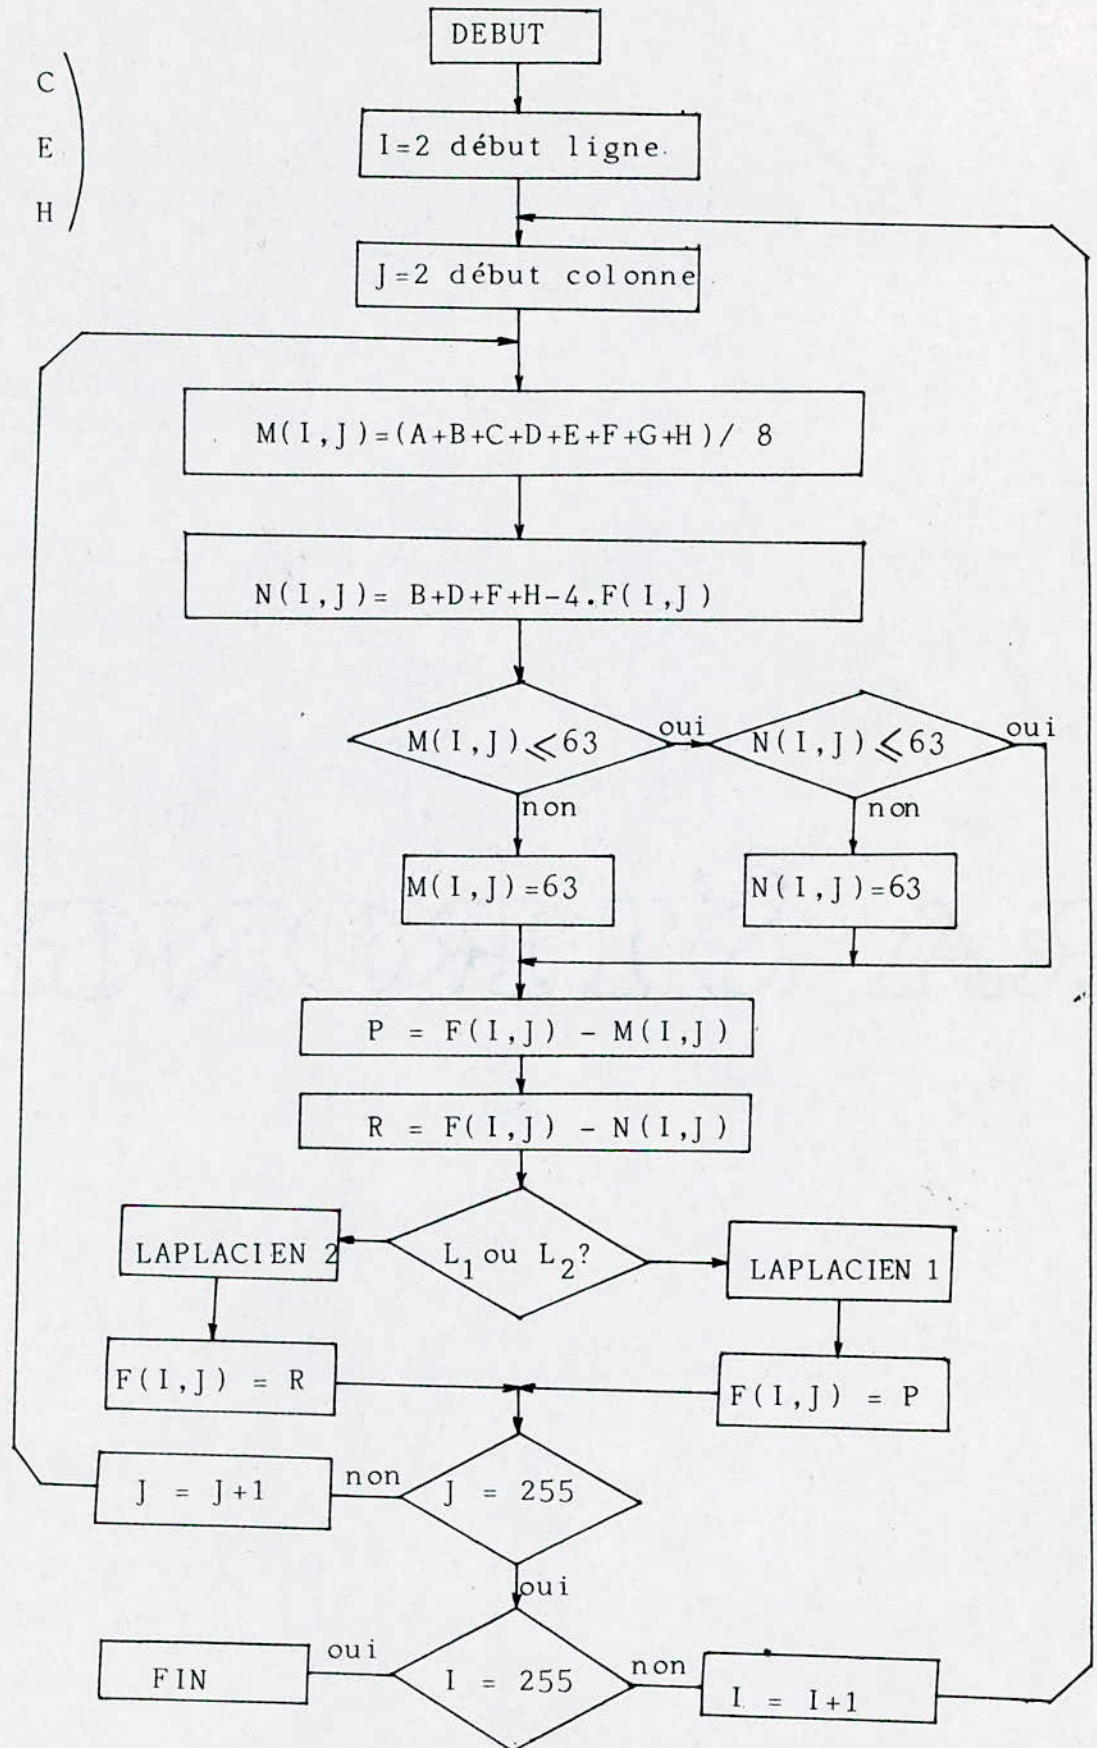 DEBUT
C
E
H
I=2 début ligne.
J=2 début colonne
M(I,J)=(A+B+C+D+E+F+G+H)/ 8
N(I,J)= B+D+F+H-4.F(I,J)
M(I,J)⩽63
oui
N(I,J)⩽63
oui
non
non
M(I,J)=63
N(I,J)=63
P = F(I,J) - M(I,J)
R = F(I,J) - N(I,J)
LAPLACIEN 2
L1 ou L2?
LAPLACIEN 1
F(I,J) = R
F(I,J) = P
J = J+1
non
J = 255
oui
FIN
oui
I = 255
non
I = I+1